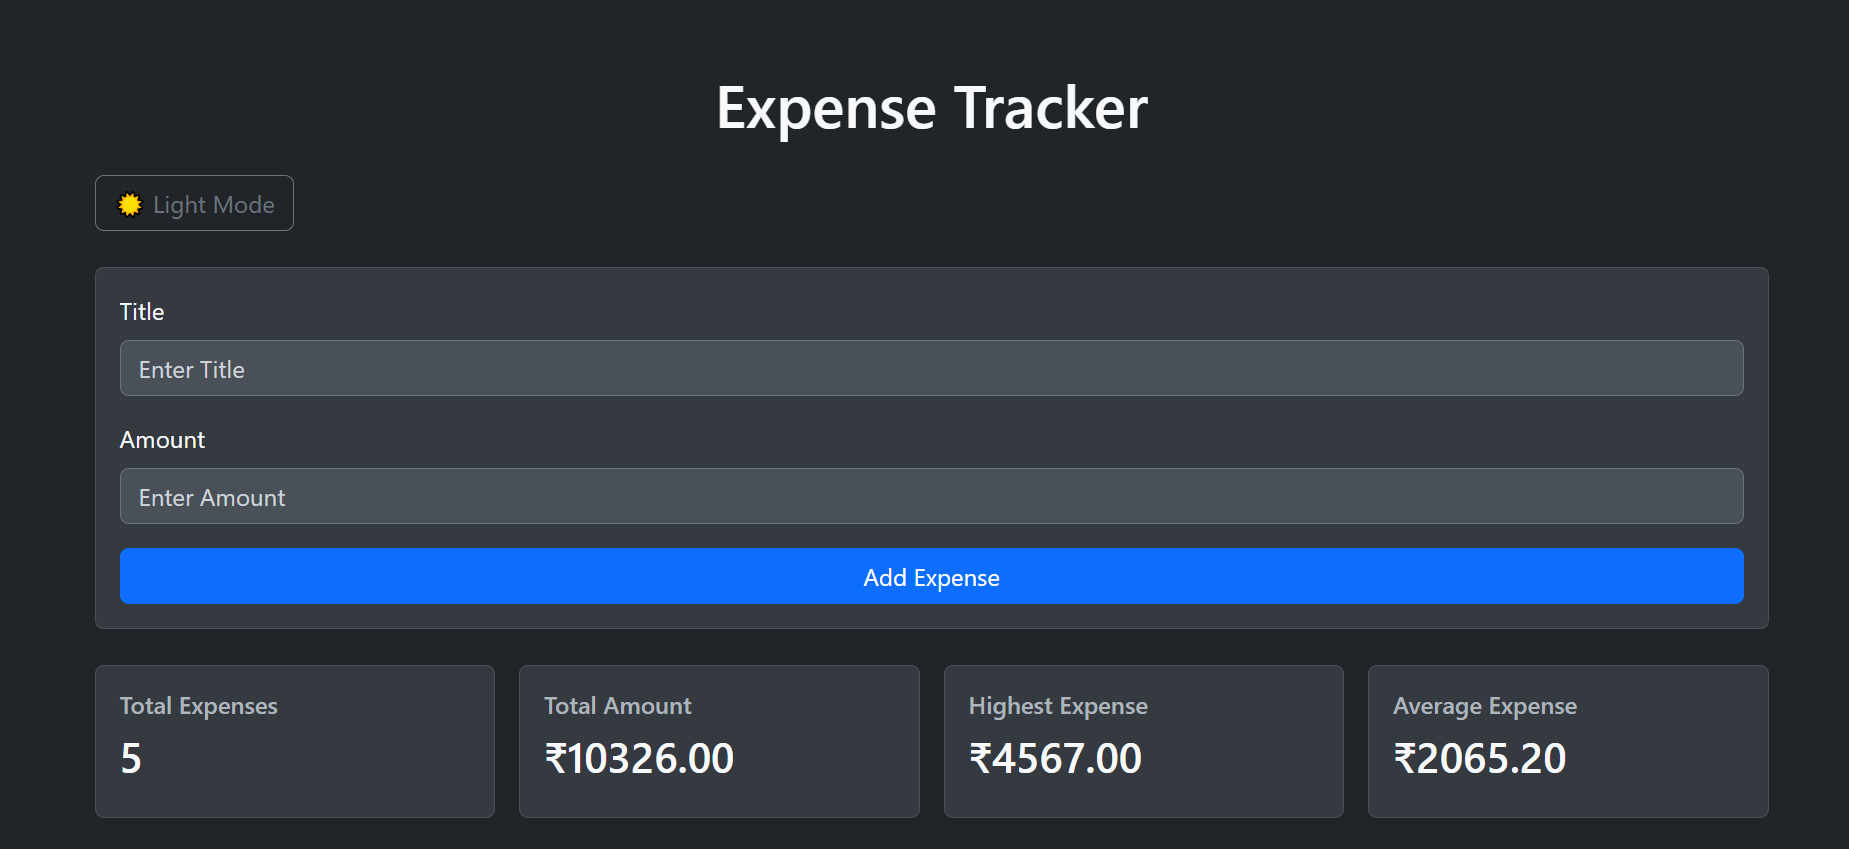 Expense Tracker
Light Mode
Title
Enter Title
Amount
Enter Amount
Add Expense
Total Expenses
5
Total Amount
₹10326.00
Highest Expense
₹4567.00
Average Expense
₹2065.20